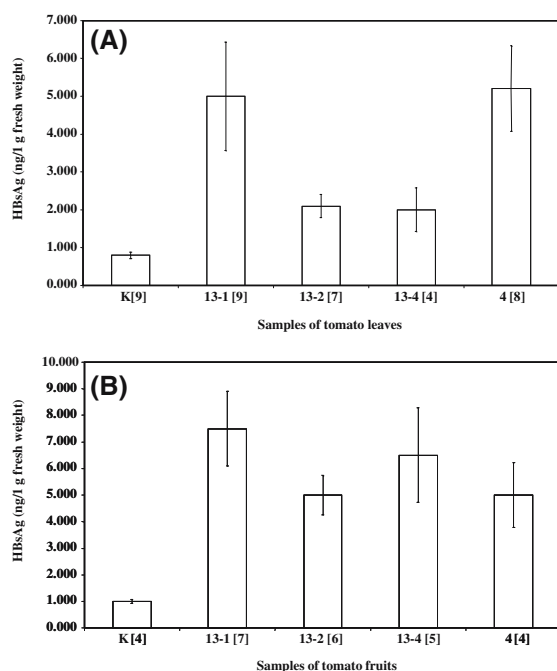 (A)
HBsAg (ng/1 g fresh weight)
7.000
6.000
5.000
4.000
3.000
2.000
1.000
0.000
K[9] 13-1 [9] 13-2 [7] 13-4 [4] 4 [8]
Samples of tomato leaves
(B)
HBsAg (ng/1 g fresh weight)
10.000
9.000
8.000
7.000
6.000
5.000
4.000
3.000
2.000
1.000
0.000
K[4] 13-1 [7] 13-2 [6] 13-4 [5] 4[4]
Samples of tomato fruits